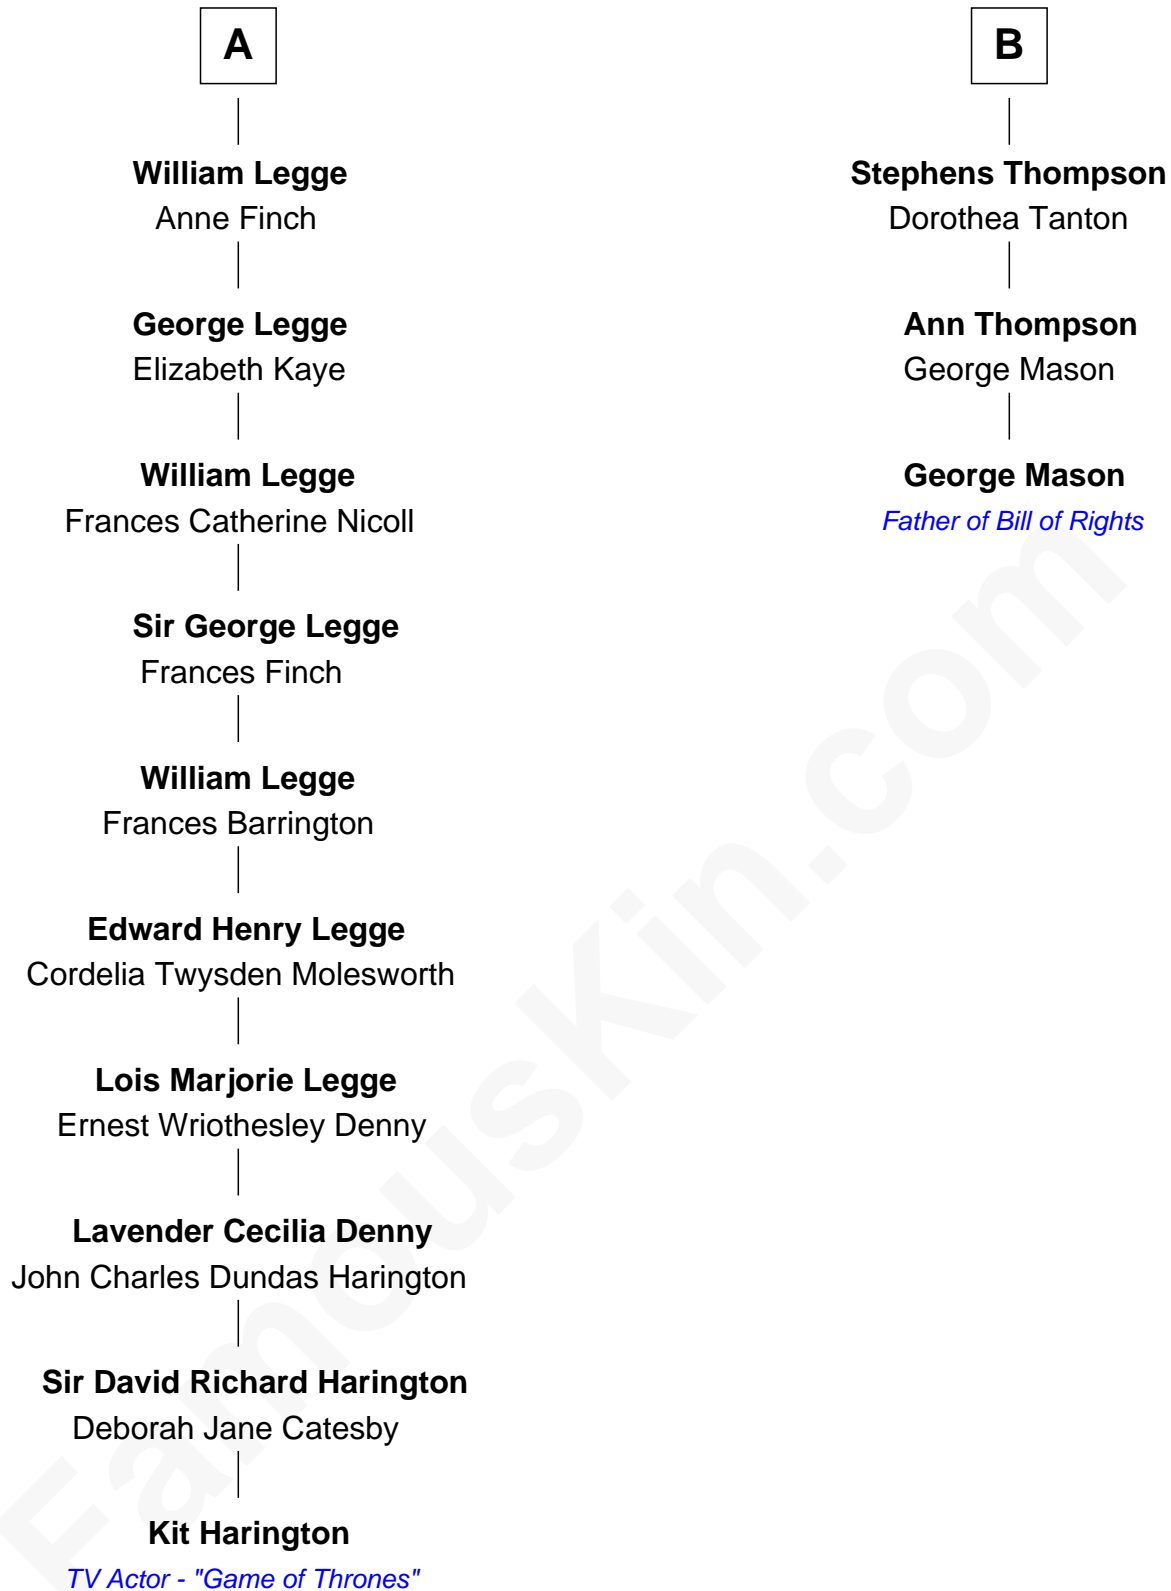 A
William Legge
Anne Finch
George Legge
Elizabeth Kaye
William Legge
Frances Catherine Nicoll
Sir George Legge
Frances Finch
William Legge
Frances Barrington
Edward Henry Legge
Cordelia Twysden Molesworth
Lois Marjorie Legge
Ernest Wriothesley Denny
Lavender Cecilia Denny
John Charles Dundas Harington
Sir David Richard Harington
Deborah Jane Catesby
Kit Harington
TV Actor - "Game of Thrones"
B
Stephens Thompson
Dorothea Tanton
Ann Thompson
George Mason
George Mason
Father of Bill of Rights
FamousKin.com